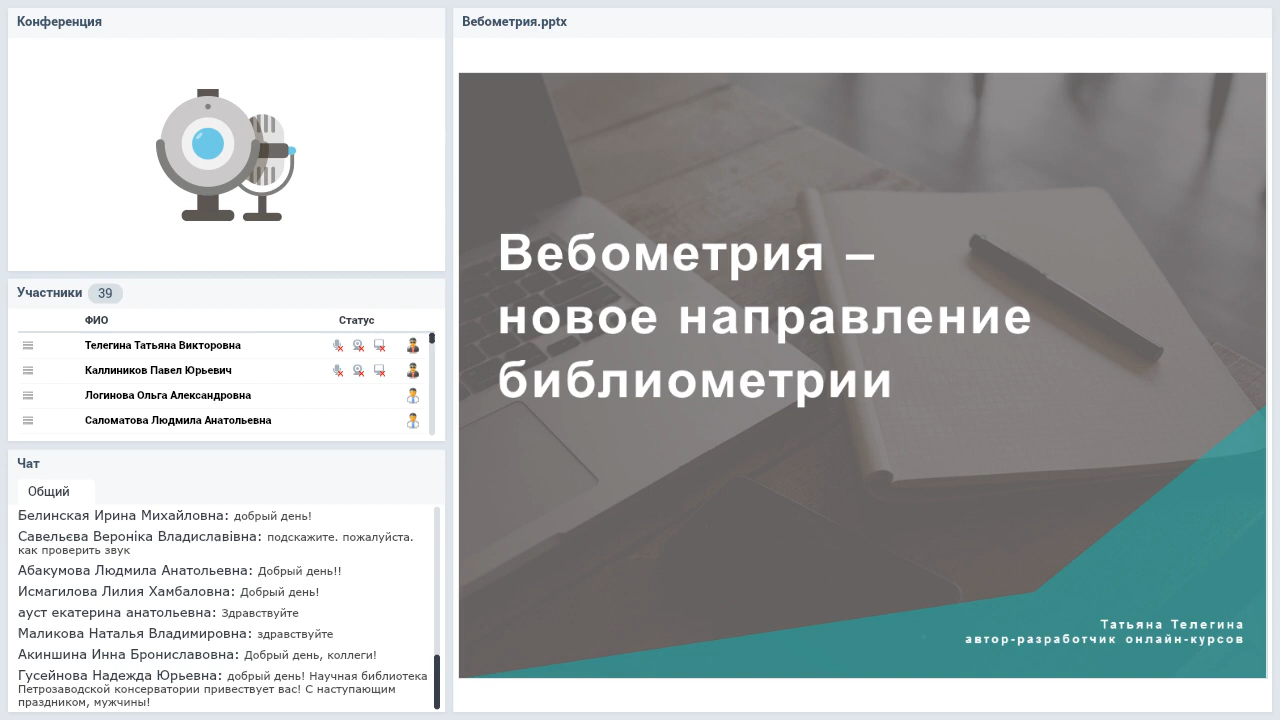 Конференция
Участники 39
ФИО Статус
Телегина Татьяна Викторовна
Каллиников Павел Юрьевич
Логинова Ольга Александровна
Саломатова Людмила Анатольевна
Чат
Общий
Белинская Ирина Михайловна: добрый день!
Савельєва Вероніка Владиславівна: подскажите. пожалуйста.
как проверить звук
Абакумова Людмила Анатольевна: Добрый день!!
Исмагилова Лилия Хамбаловна: Добрый день!
ауст екатерина анатольевна: Здравствуйте
Маликова Наталья Владимировна: здравствуйте
Акиншина Инна Брониславовна: Добрый день, коллеги!
Гусейнова Надежда Юрьевна: добрый день! Научная библиотека
Петрозаводской консерватории привествует вас! С наступающим
праздником, мужчины!
Вебометрия.pptx
Вебометрия –
новое направление
библиометрии
Татьяна Телегина
автор-разработчик онлайн-курсов